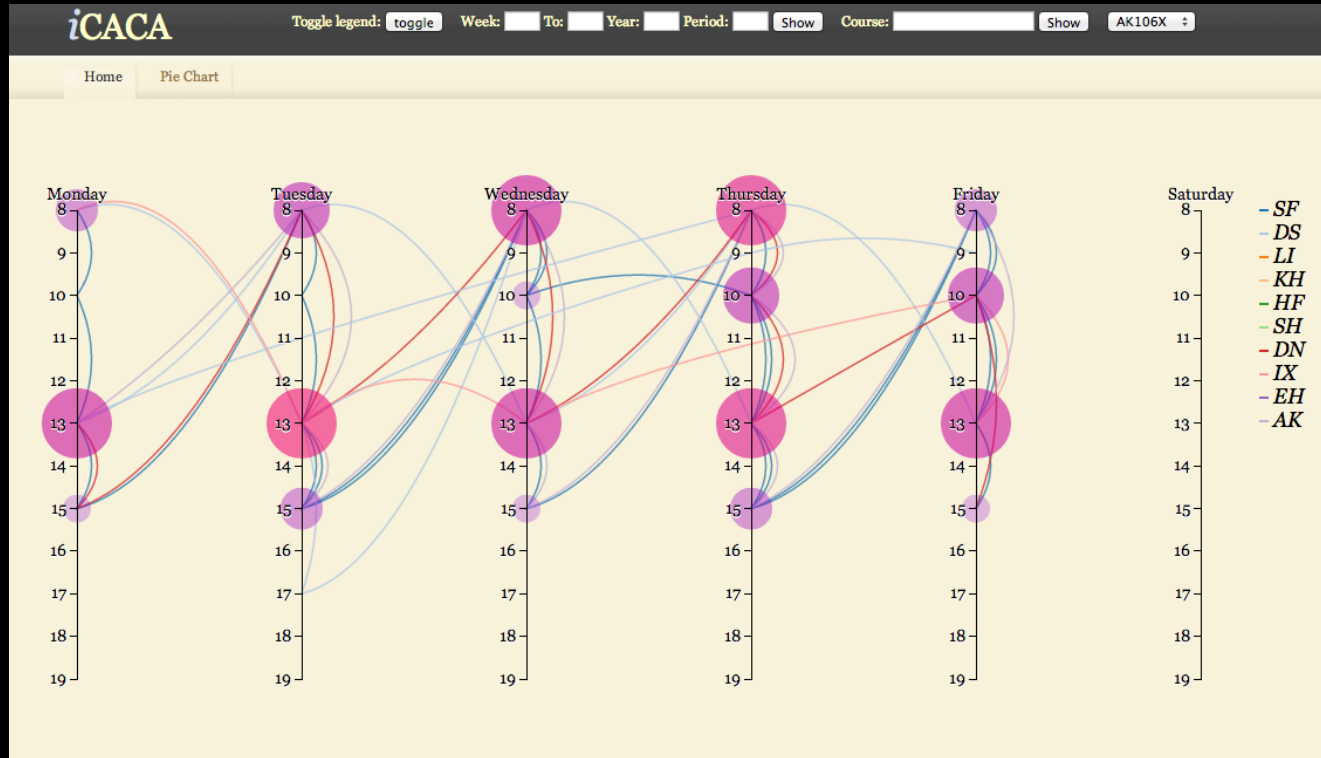 iCACA Toggle legend: toggle Week: To: Year: Period: Show Course: Show AK106X
Home Pie Chart
Monday Tuesday Wednesday Thursday Friday Saturday
8 8 8 8 8 8 SF
DS
9 9 9 9 9 9
LI
KH
10 10 10 10 10 10 HF
SH
11 11 11 11 11 11 DN
IX
12 12 12 12 12 12
EH
13 13 13 13 13 13 AK
14 14 14 14 14 14
15 15 15 15 15 15
16 16 16 16 16 16
17 17 17 17 17 17
18 18 18 18 18 18
19 19 19 19 19 19